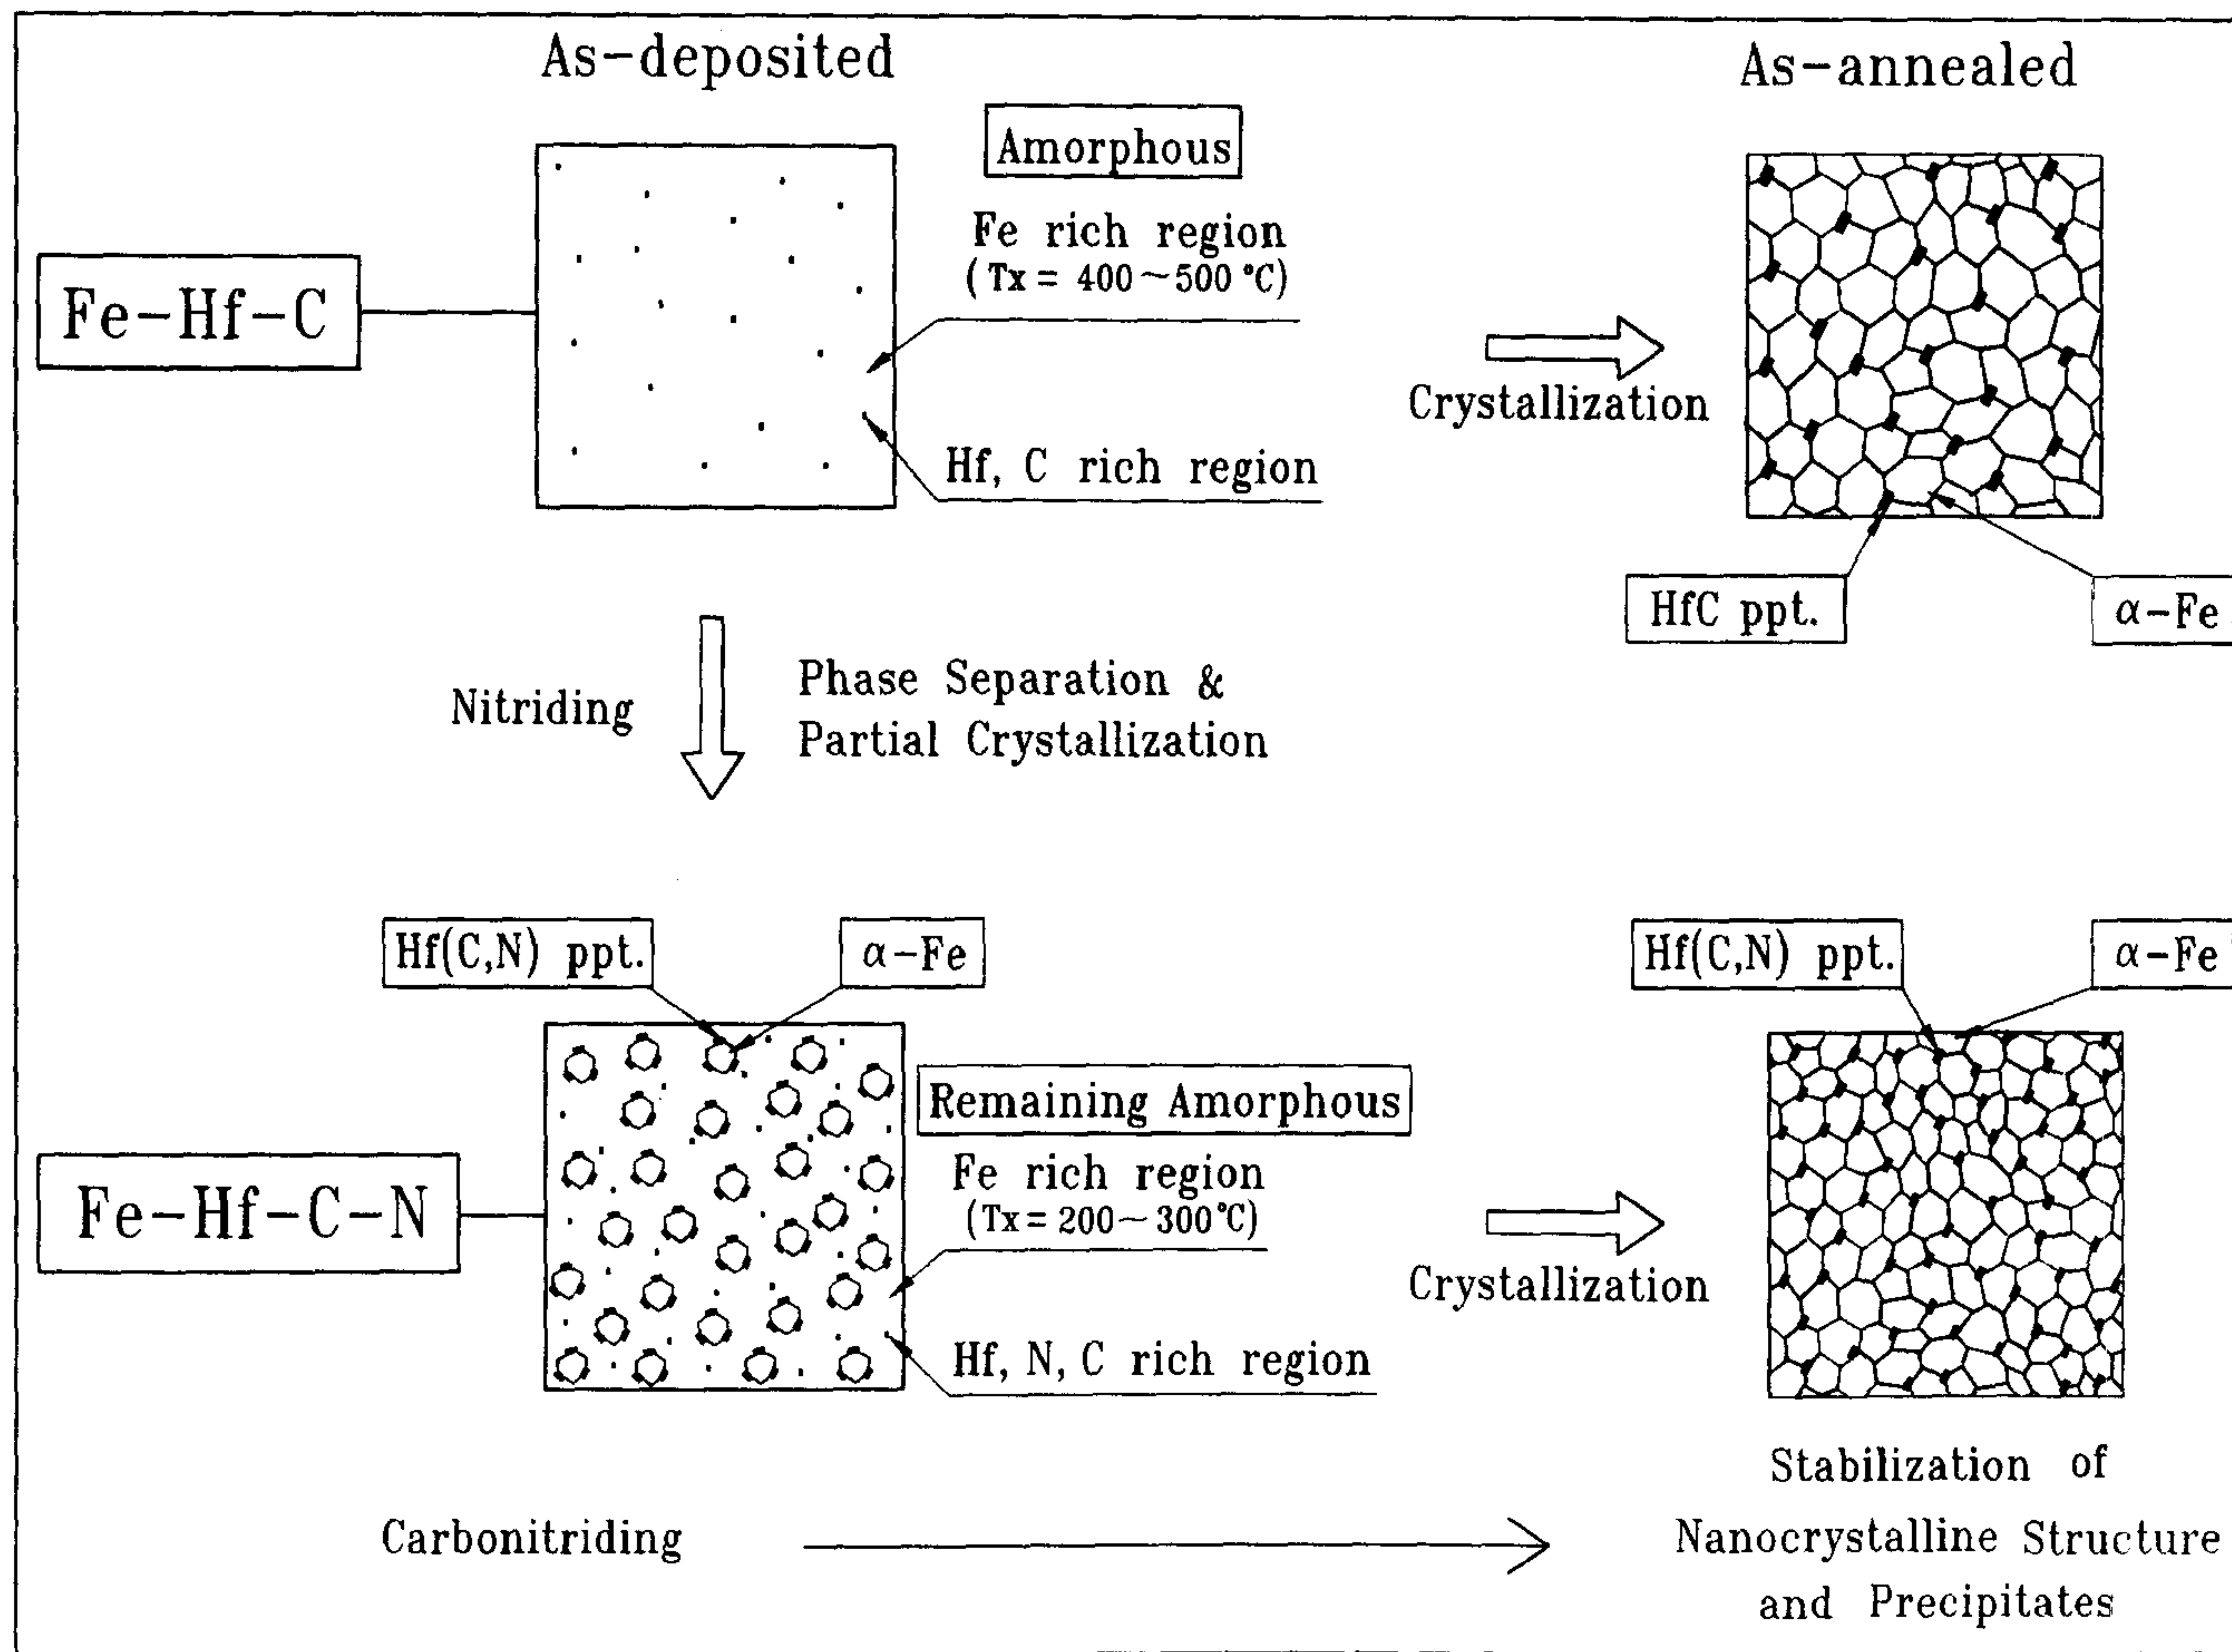 As-deposited
As-annealed
Amorphous
Fe rich region
(Tx = 400~500 °C)
Fe-Hf-C
Crystallization
Hf, C rich region
HfC ppt.
α-Fe
Nitriding
Phase Separation &
Partial Crystallization
Hf(C,N) ppt.
α-Fe
Hf(C,N) ppt.
α-Fe
Remaining Amorphous
Fe rich region
(Tx = 200~300°C)
Fe-Hf-C-N
Crystallization
Hf, N, C rich region
Stabilization of
Nanocrystalline Structure
and Precipitates
Carbonitriding